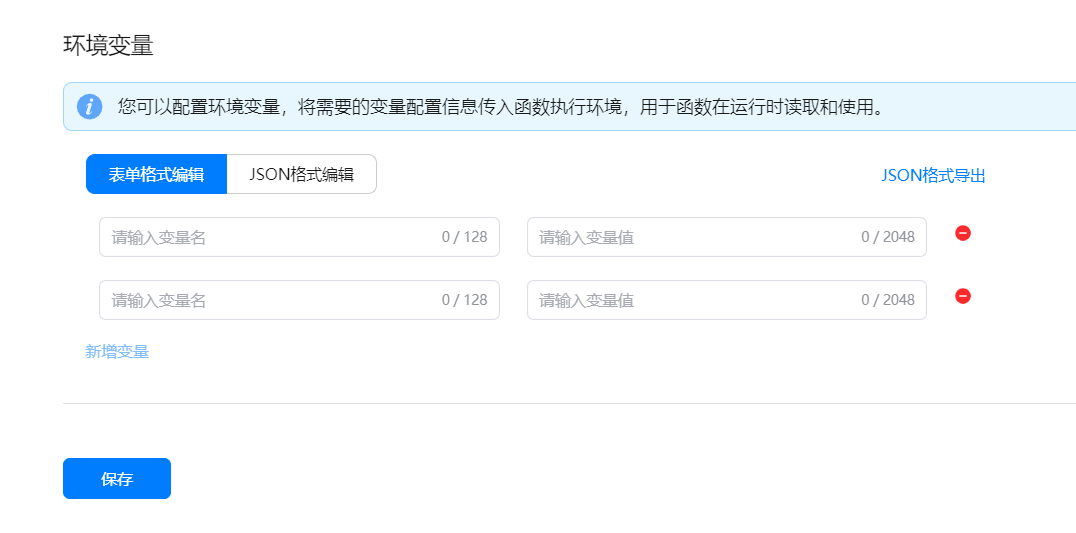 环境变量
您可以配置环境变量，将需要的变量配置信息传入函数执行环境，用于函数在运行时读取和使用。
表单格式编辑 JSON格式编辑 JSON格式导出
请输入变量名 0 / 128 请输入变量值 0 / 2048
请输入变量名 0 / 128 请输入变量值 0 / 2048
新增变量
保存